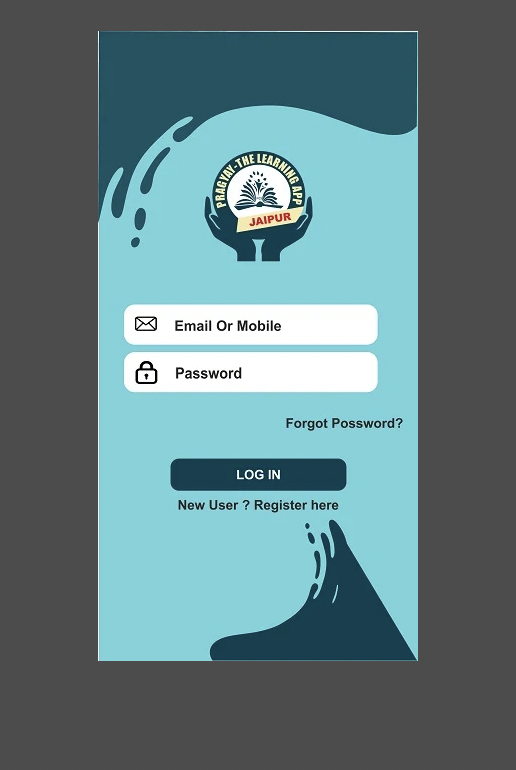 PRAGYAY-THE LEARNING APP
JAIPUR
Email Or Mobile
Password
Forgot Possword?
LOG IN
New User ? Register here